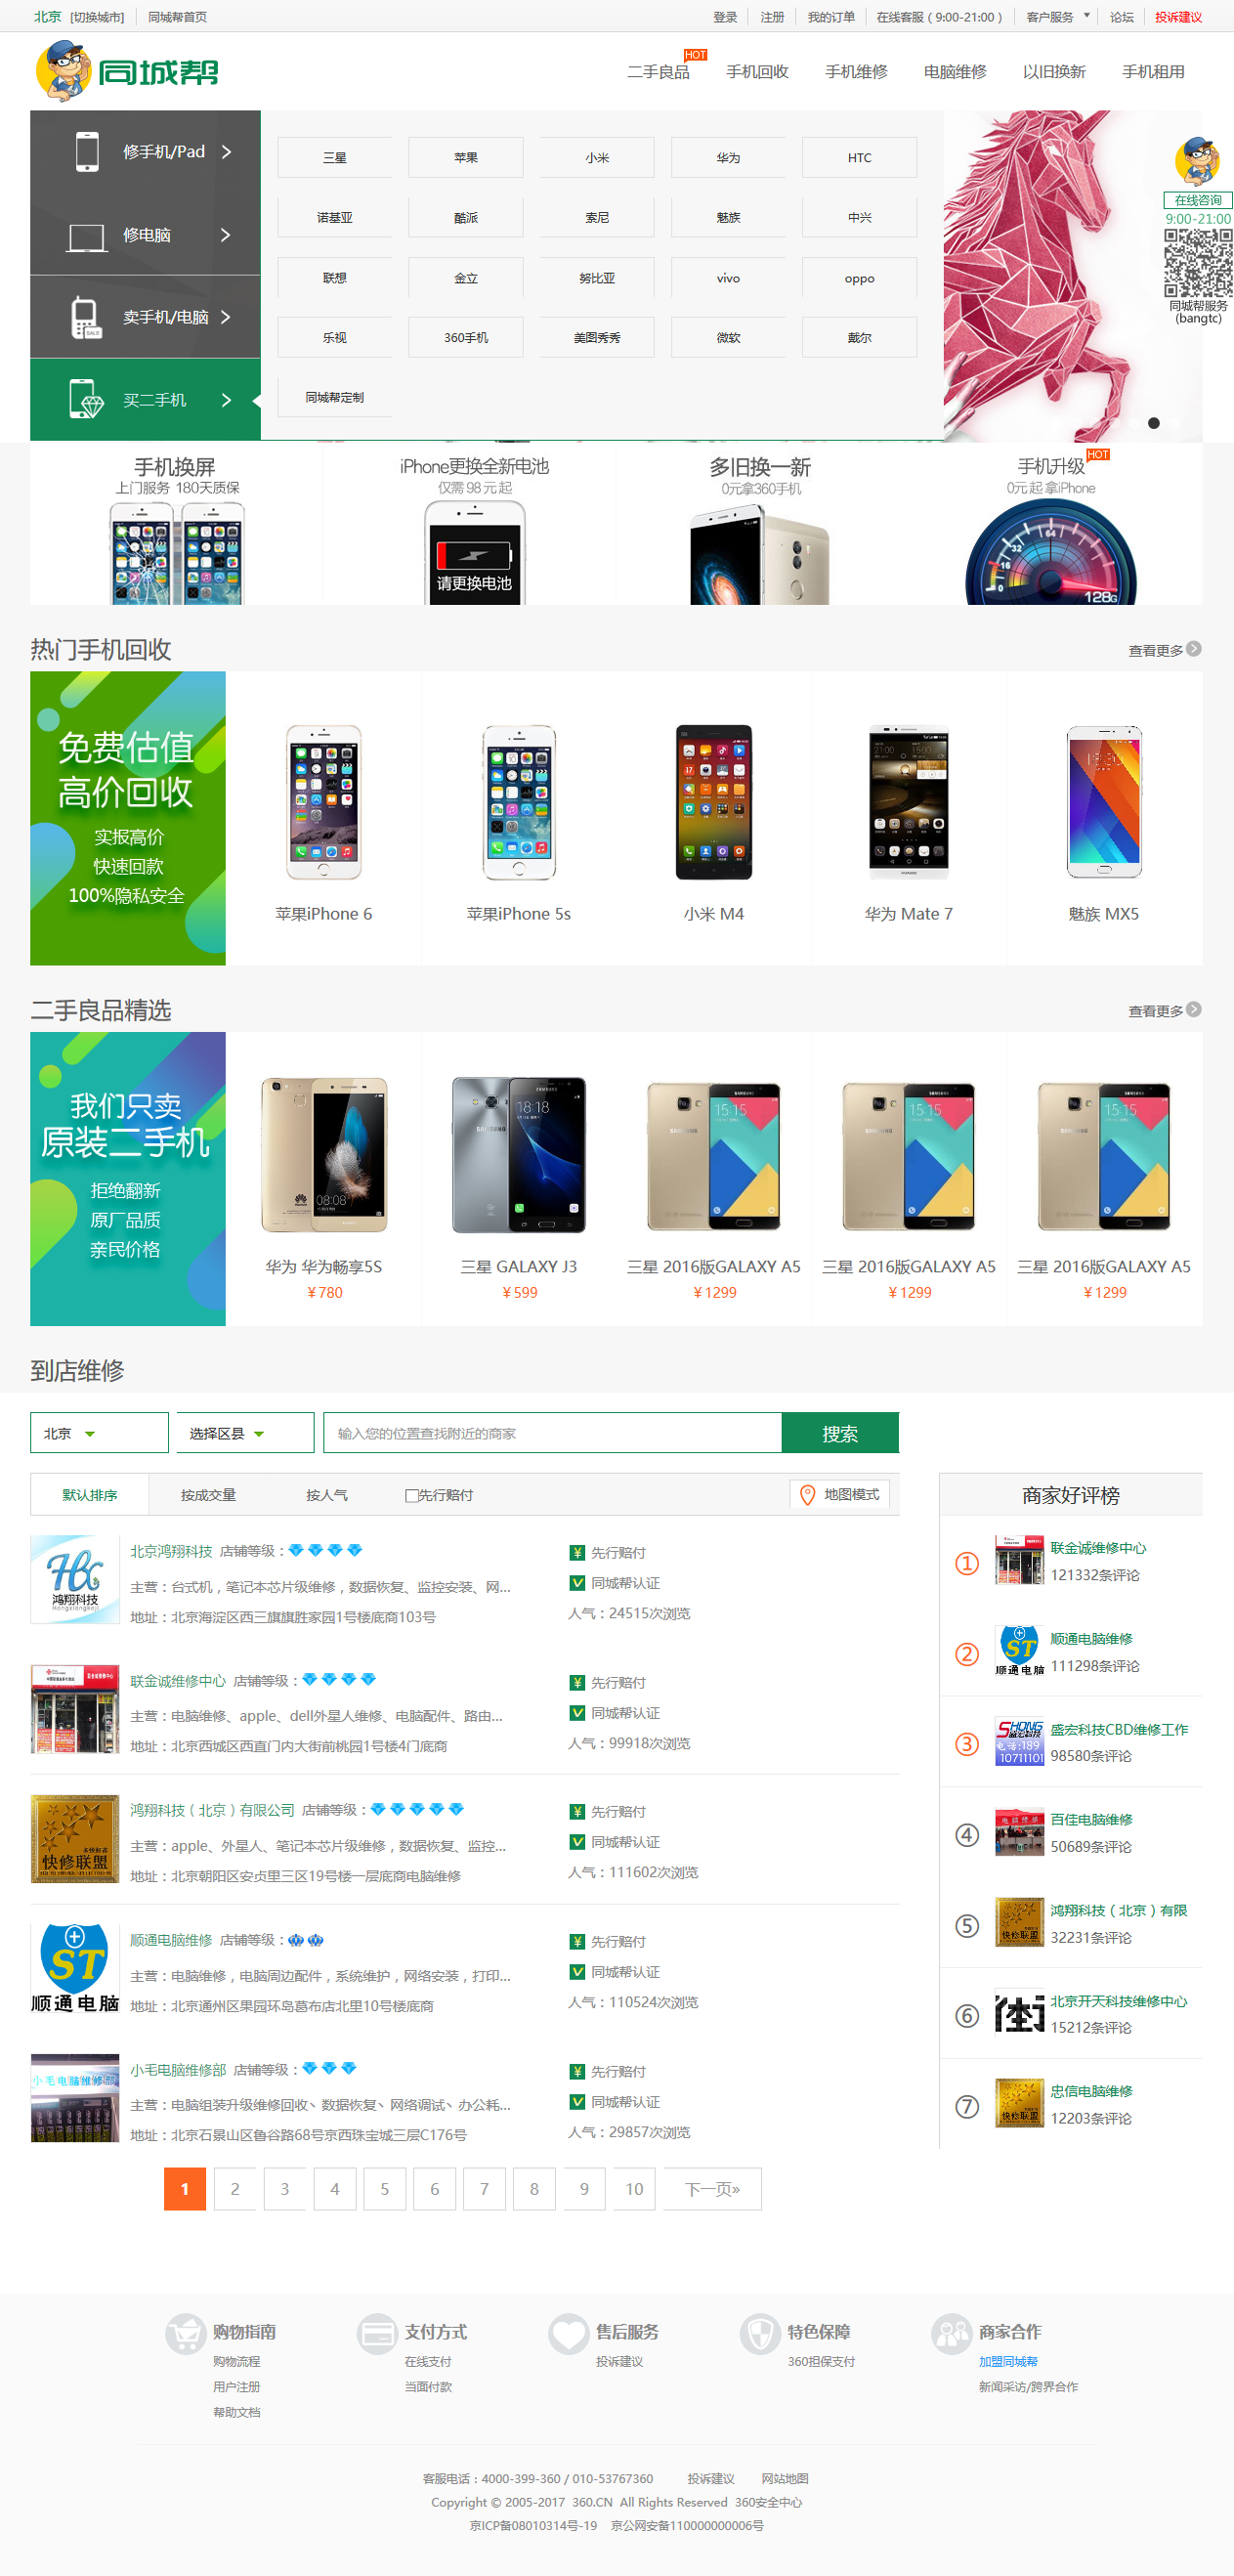 北京 [切换城市] 同城帮首页 登录 注册 我的订单 在线客服（9:00-21:00） 客户服务 论坛 投诉建议
同城帮
二手良品 HOT 手机回收 手机维修 电脑维修 以旧换新 手机租用
修手机/Pad
修电脑
卖手机/电脑
SALE
买二手机
三星 苹果 小米 华为 HTC
诺基亚 酷派 索尼 魅族 中兴
联想 金立 努比亚 vivo oppo
乐视 360手机 美图秀秀 微软 戴尔
同城帮定制
在线咨询
9:00-21:00
同城帮服务
(bangtc)
手机换屏
上门服务 180天质保
iPhone更换全新电池
仅需98元起
请更换电池
多旧换一新
0元拿360手机
手机升级 HOT
0元起拿iPhone
0 16 32 64 128G
热门手机回收 查看更多
免费估值
高价回收
实报高价
快速回款
100%隐私安全
苹果iPhone 6 苹果iPhone 5s 小米 M4 华为 Mate 7 魅族 MX5
二手良品精选 查看更多
我们只卖
原装二手机
拒绝翻新
原厂品质
亲民价格
华为 华为畅享5S 三星 GALAXY J3 三星 2016版GALAXY A5 三星 2016版GALAXY A5 三星 2016版GALAXY A5
¥780 ¥599 ¥1299 ¥1299 ¥1299
到店维修
北京 选择区县 输入您的位置查找附近的商家 搜索
默认排序 按成交量 按人气 先行赔付 地图模式
北京鸿翔科技 店铺等级： ¥ 先行赔付
主营：台式机，笔记本芯片级维修，数据恢复、监控安装、网... 同城帮认证
地址：北京海淀区西三旗旗胜家园1号楼底商103号 人气：24515次浏览
鸿翔科技
联金诚维修中心 店铺等级： ¥ 先行赔付
主营：电脑维修、apple、dell外星人维修、电脑配件、路由... 同城帮认证
地址：北京西城区西直门内大街前桃园1号楼4门底商 人气：99918次浏览
鸿翔科技（北京）有限公司 店铺等级： ¥ 先行赔付
主营：apple、外星人、笔记本芯片级维修，数据恢复、监控... 同城帮认证
地址：北京朝阳区安贞里三区19号楼一层底商电脑维修 人气：111602次浏览
快修联盟
顺通电脑维修 店铺等级： ¥ 先行赔付
主营：电脑维修，电脑周边配件，系统维护，网络安装，打印... 同城帮认证
地址：北京通州区果园环岛葛布店北里10号楼底商 人气：110524次浏览
ST
顺通电脑
小毛电脑维修部 店铺等级： ¥ 先行赔付
主营：电脑组装升级维修回收、数据恢复、网络调试、办公耗... 同城帮认证
地址：北京石景山区鲁谷路68号京西珠宝城三层C176号 人气：29857次浏览
小毛电脑维修部
1 2 3 4 5 6 7 8 9 10 下一页»
商家好评榜
① 联金诚维修中心
121332条评论
② 顺通电脑维修
111298条评论
ST
顺通电脑
③ 盛宏科技CBD维修工作
98580条评论
SHONG
电话:189
10711101
④ 百佳电脑维修
50689条评论
⑤ 鸿翔科技（北京）有限
32231条评论
快修联盟
⑥ 北京开天科技维修中心
15212条评论
⑦ 忠信电脑维修
12203条评论
快修联盟
购物指南 支付方式 售后服务 特色保障 商家合作
购物流程 在线支付 投诉建议 360担保支付 加盟同城帮
用户注册 当面付款 新闻采访/跨界合作
帮助文档
客服电话：4000-399-360 / 010-53767360 投诉建议 网站地图
Copyright © 2005-2017 360.CN All Rights Reserved 360安全中心
京ICP备08010314号-19 京公网安备110000000006号